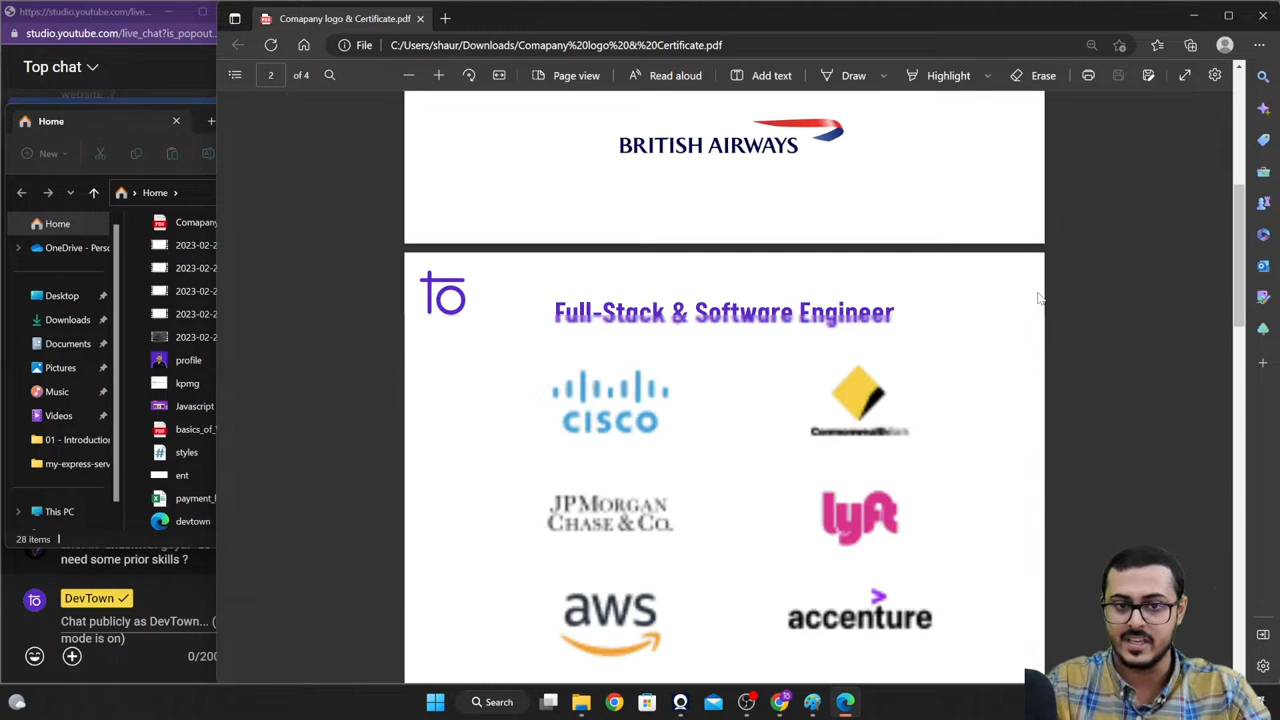 https://studio.youtube.com/live...
studio.youtube.com/live_chat?is_popout...
Top chat
website .?
Home
New
Home
Home
OneDrive - Perso
Desktop
Downloads
Documents
Pictures
Music
Videos
01 - Introduction
my-express-serv
This PC
Comapany
2023-02-2
2023-02-2
2023-02-2
2023-02-2
2023-02-2
profile
kpmg
Javascript
basics_of_
styles
ent
payment_l
devtown
28 items
need some prior skills ?
DevTown
Chat publicly as DevTown... (
mode is on)
0/200
Comapany logo & Certificate.pdf
File
C:/Users/shaur/Downloads/Comapany%20logo%20&%20Certificate.pdf
2
of 4
Page view
Read aloud
Add text
Draw
Highlight
Erase
BRITISH AIRWAYS
to
Full-Stack & Software Engineer
CISCO
CommonwealthBank
JPMORGAN
CHASE & CO.
lyft
aws
>
accenture
Search